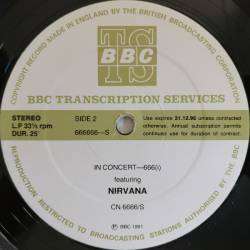 COPYRIGHT RECORD MADE IN ENGLAND BY THE BRITISH BROADCASTING CORPORATION
TS
BBC
BBC TRANSCRIPTION SERVICES
STEREO
L.P 33⅓ rpm
DUR. 25'
SIDE 2
666666—S
Use expires 31.12.96 unless contracted
otherwise. Annual subscription permits
continued use for duration of contract.
IN CONCERT—666(i)
featuring
NIRVANA
CN 6666/S
℗ BBC 1991
REPRODUCTION RESTRICTED TO BROADCASTING STATIONS AUTHORISED BY THE BBC